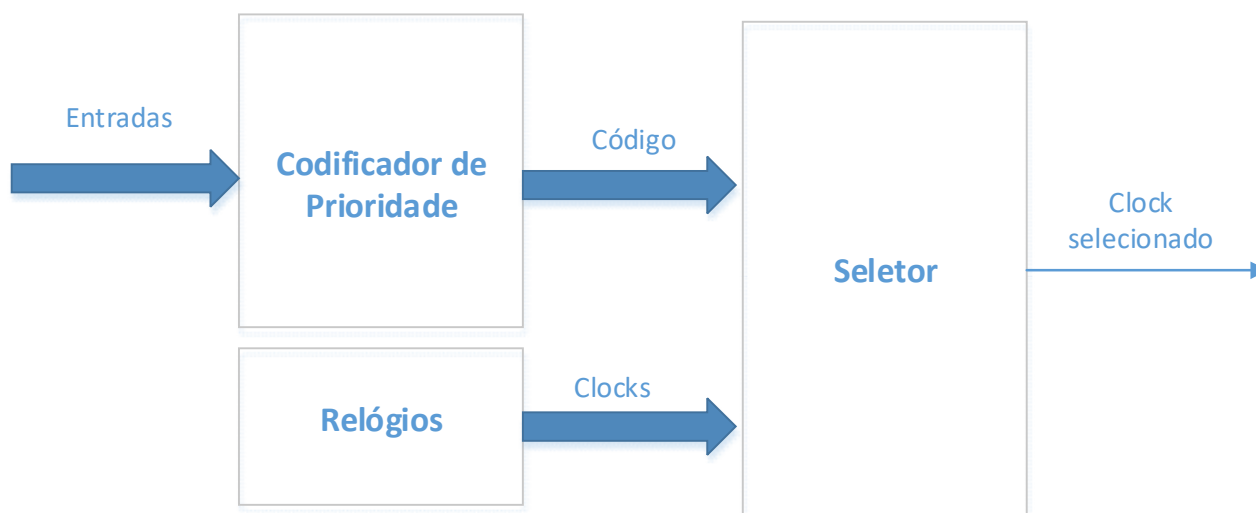 Entradas
Codificador de
Prioridade
Código
Seletor
Clock
selecionado
Relógios
Clocks